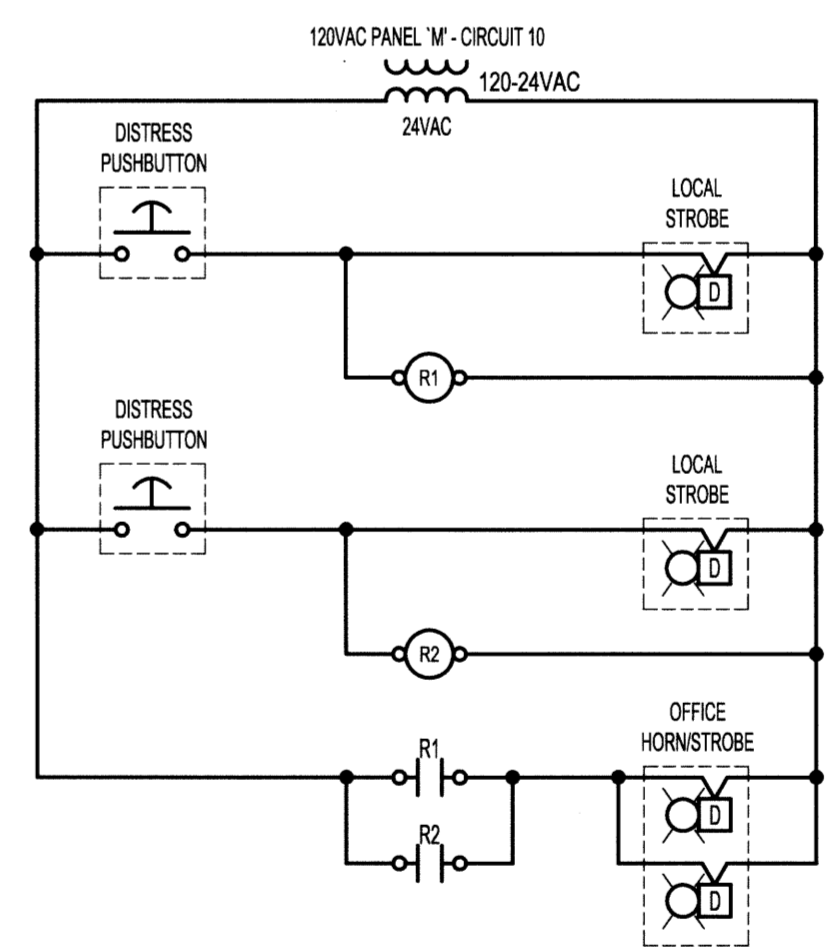 120VAC PANEL `M' - CIRCUIT 10
120-24VAC
24VAC
DISTRESS
PUSHBUTTON
LOCAL
STROBE
D
R1
DISTRESS
PUSHBUTTON
LOCAL
STROBE
D
R2
OFFICE
HORN/STROBE
R1
D
R2
D